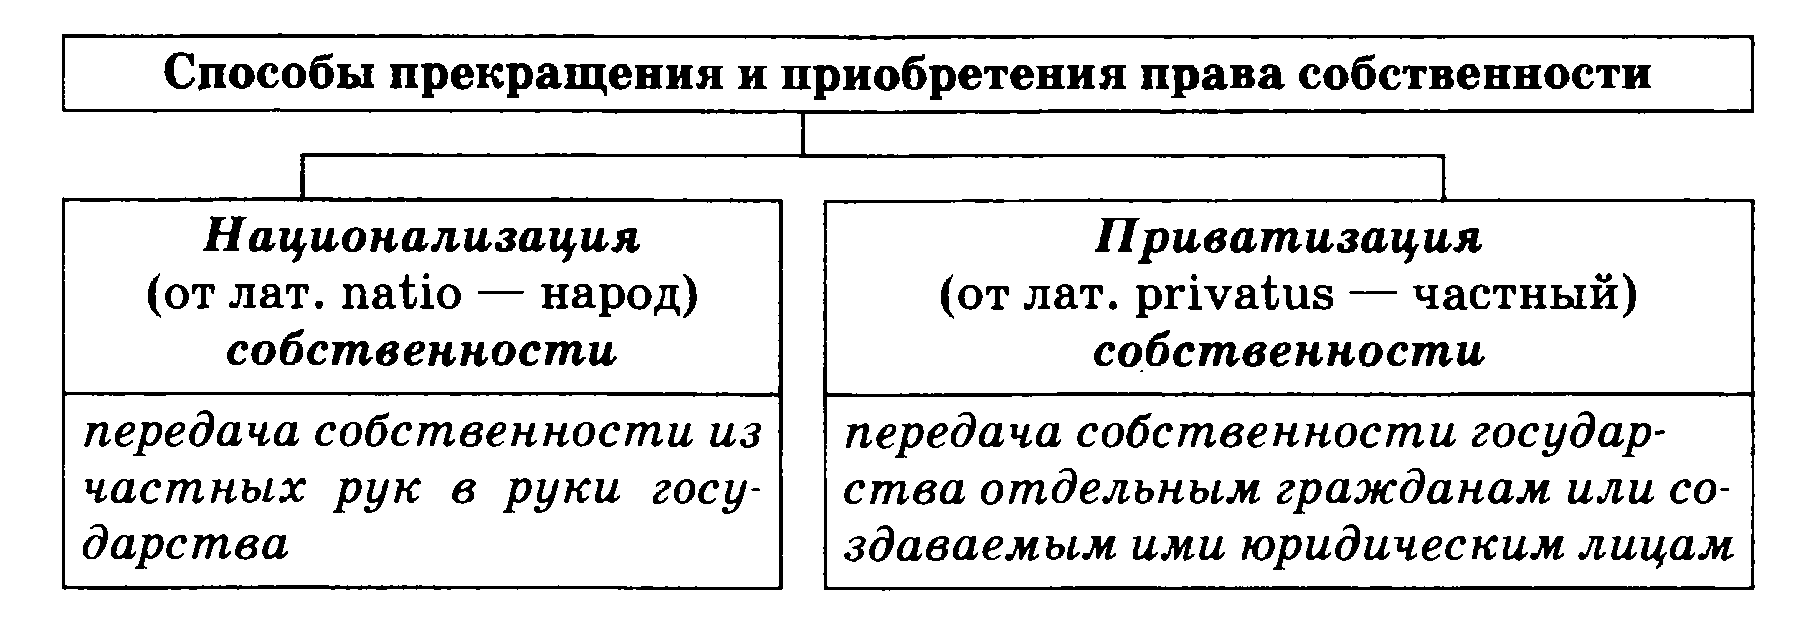 Способы прекращения и приобретения права собственности
Национализация
(от лат. natio — народ)
собственности
передача собственности из
частных рук в руки госу-
дарства
Приватизация
(от лат. privatus — частный)
собственности
передача собственности государ-
ства отдельным гражданам или со-
здаваемым ими юридическим лицам